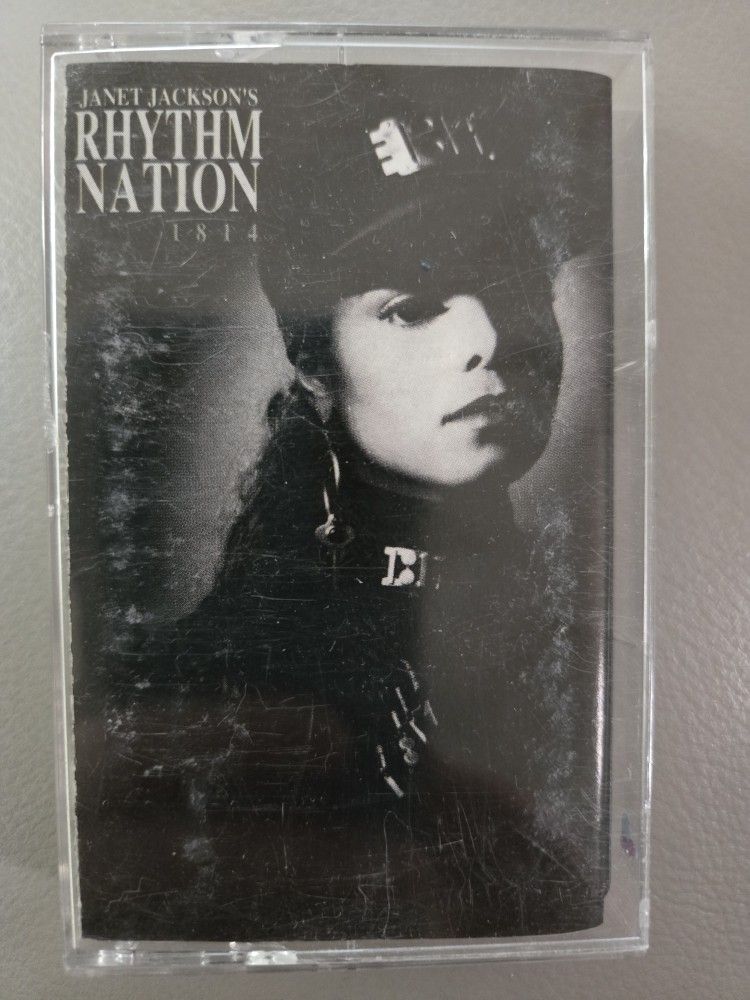 JANET JACKSON'S
RHYTHM
NATION
1814